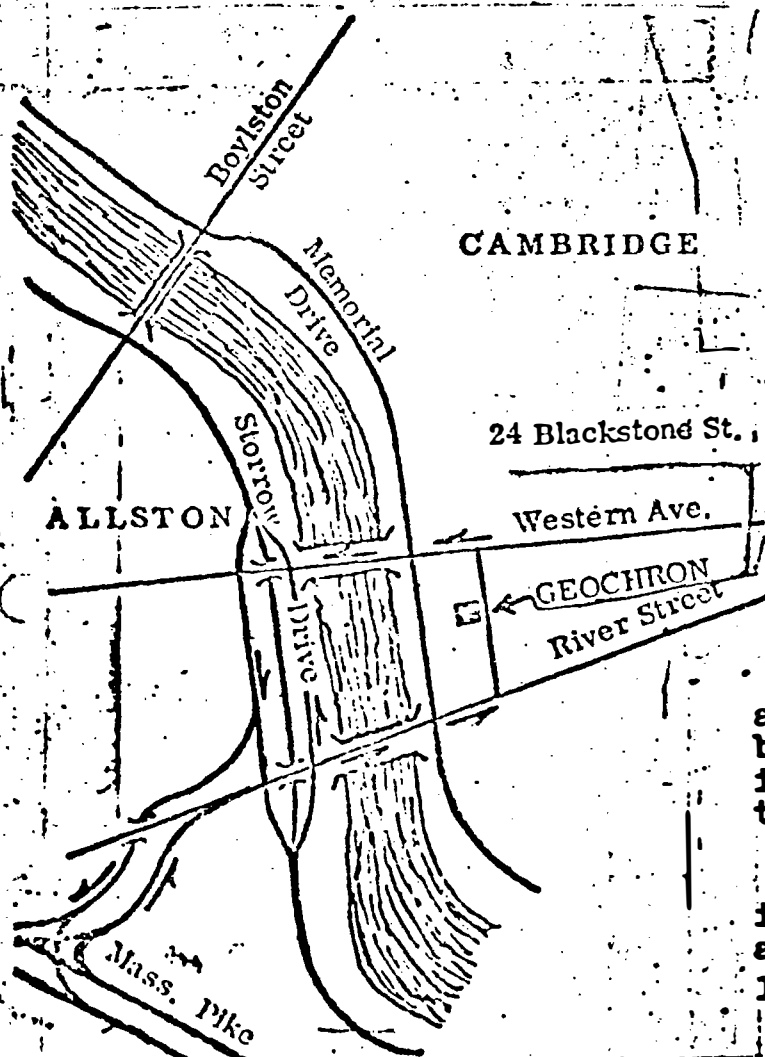 Boylston
Street
CAMBRIDGE
Memorial
Drive
24 Blackstone St.
Storrow
ALLSTON
Western Ave.
GEOCHRON
Drive
River Street
Mass. Pike